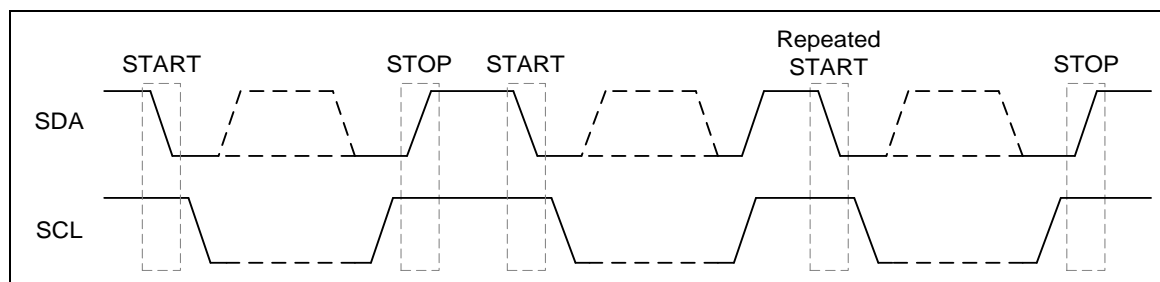 START
STOP
START
Repeated
START
STOP
SDA
SCL